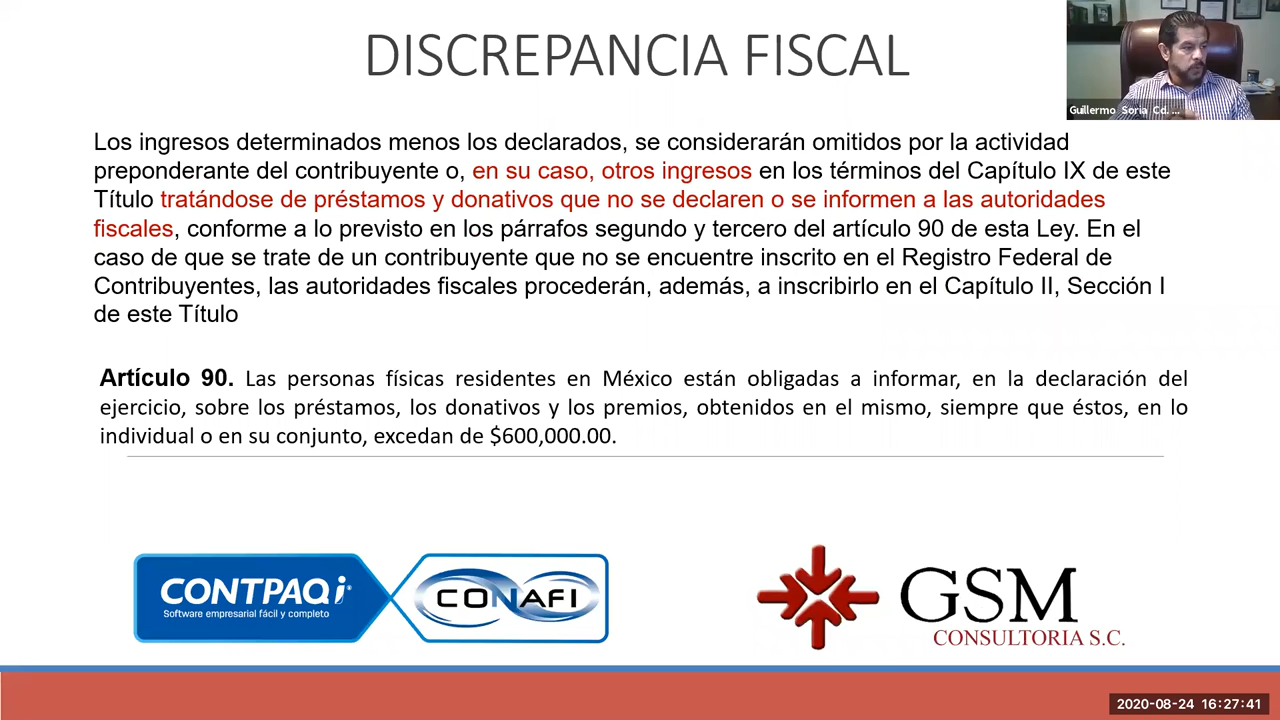 DISCREPANCIA FISCAL
Guillermo Soria Cd. ...
Los ingresos determinados menos los declarados, se considerarán omitidos por la actividad
preponderante del contribuyente o, en su caso, otros ingresos en los términos del Capítulo IX de este
Título tratándose de préstamos y donativos que no se declaren o se informen a las autoridades
fiscales, conforme a lo previsto en los párrafos segundo y tercero del artículo 90 de esta Ley. En el
caso de que se trate de un contribuyente que no se encuentre inscrito en el Registro Federal de
Contribuyentes, las autoridades fiscales procederán, además, a inscribirlo en el Capítulo II, Sección I
de este Título
Artículo 90. Las personas físicas residentes en México están obligadas a informar, en la declaración del
ejercicio, sobre los préstamos, los donativos y los premios, obtenidos en el mismo, siempre que éstos, en lo
individual o en su conjunto, excedan de $600,000.00.
CONTPAQi®
Software empresarial fácil y completo
CONAFI
GSM
CONSULTORIA S.C.
2020-08-24 16:27:41